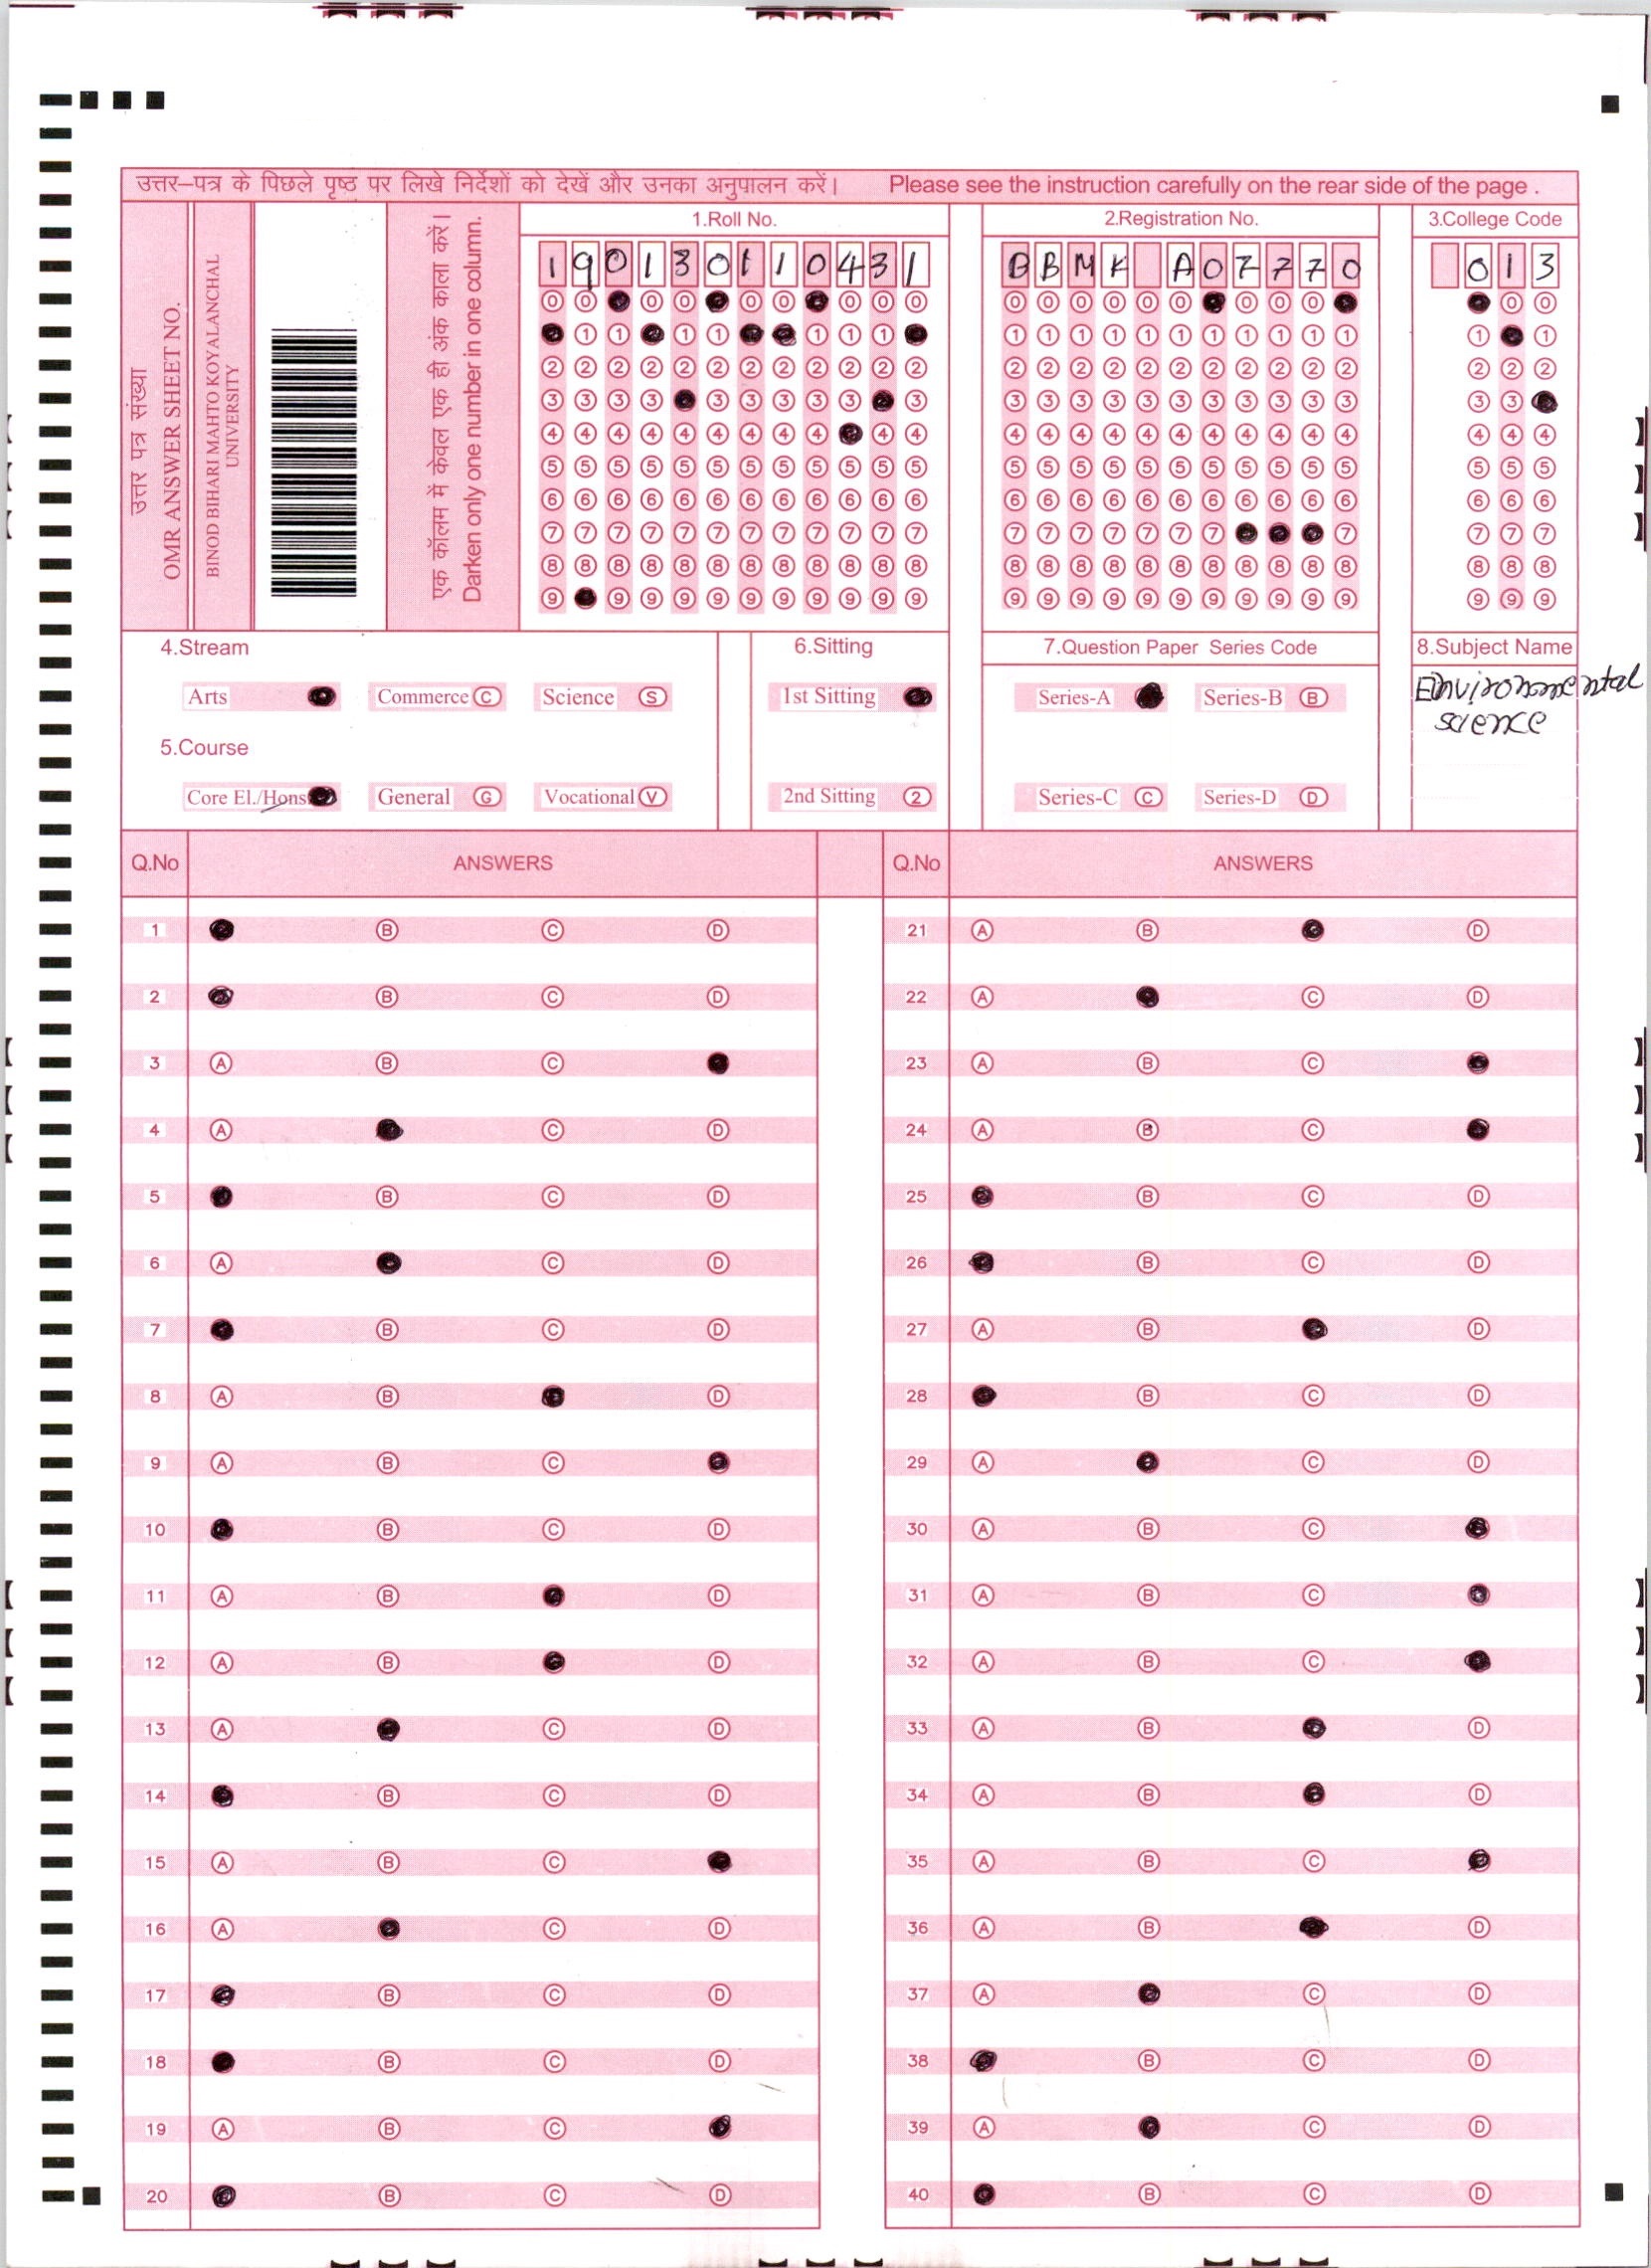 उत्तर–पत्र के पिछले पृष्ठ पर लिखे निर्देशों को देखें और उनका अनुपालन करें। Please see the instruction carefully on the rear side of the page .
उत्तर पत्र संख्या
OMR ANSWER SHEET NO.
BINOD BIHARI MAHTO KOYALANCHAL
UNIVERSITY
एक कॉलम में केवल एक ही अंक काला करें।
Darken only one number in one column.
1.Roll No.
1 9 0 1 3 0 1 1 0 4 3 1
2.Registration No.
B B M K A 0 7 7 7 0
3.College Code
0 1 3
4.Stream
Arts Commerce C Science S
5.Course
Core El./Hons General G Vocational V
6.Sitting
1st Sitting
2nd Sitting 2
7.Question Paper Series Code
Series-A Series-B B
Series-C C Series-D D
8.Subject Name
Environmental
science
Q.No ANSWERS Q.No ANSWERS
1 B C D 21 A B D
2 B C D 22 A C D
3 A B C 23 A B C
4 A C D 24 A B C
5 B C D 25 B C D
6 A C D 26 B C D
7 B C D 27 A B D
8 A B D 28 B C D
9 A B C 29 A C D
10 B C D 30 A B C
11 A B D 31 A B C
12 A B D 32 A B C
13 A C D 33 A B D
14 B C D 34 A B D
15 A B C 35 A B C
16 A C D 36 A B D
17 B C D 37 A C D
18 B C D 38 B C D
19 A B C 39 A C D
20 B C D 40 B C D